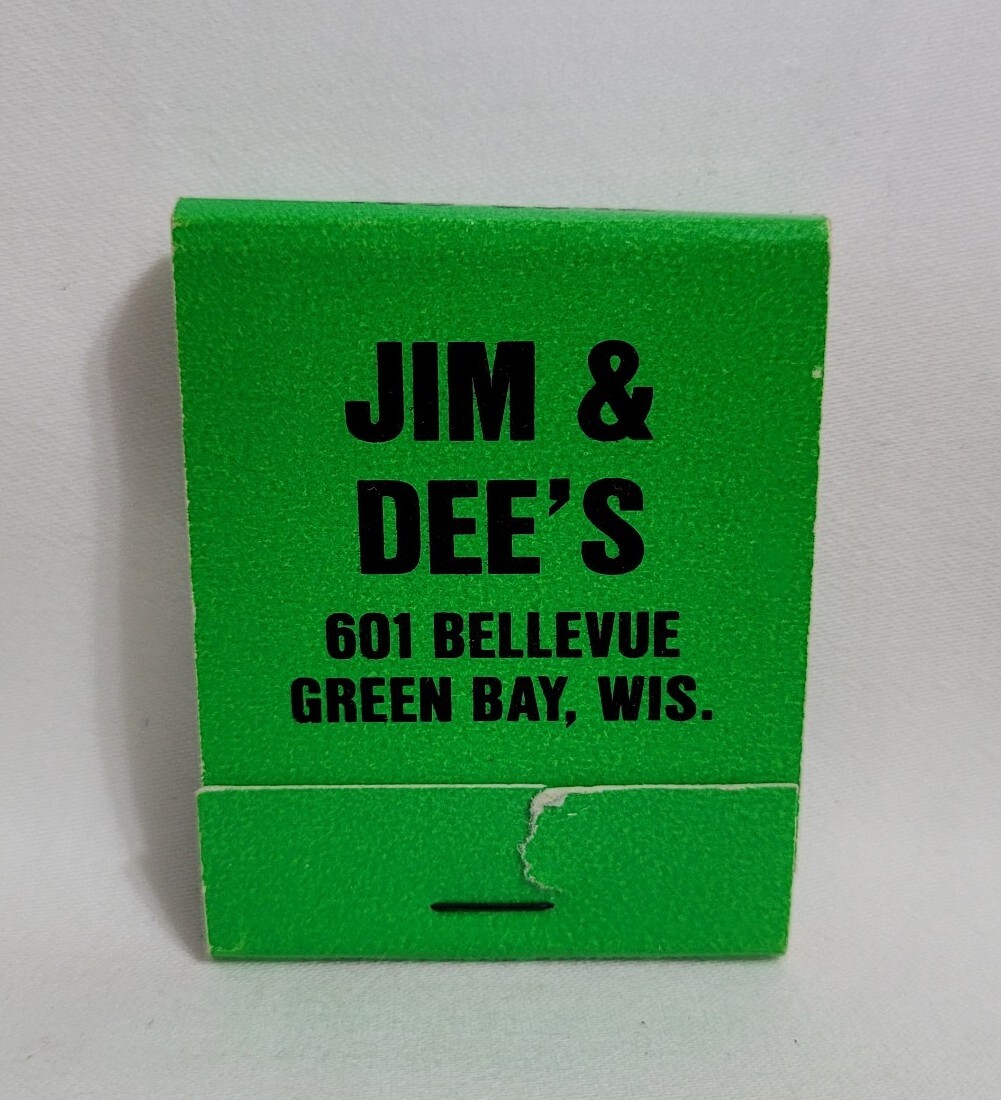 JIM &
DEE'S
601 BELLEVUE
GREEN BAY, WIS.